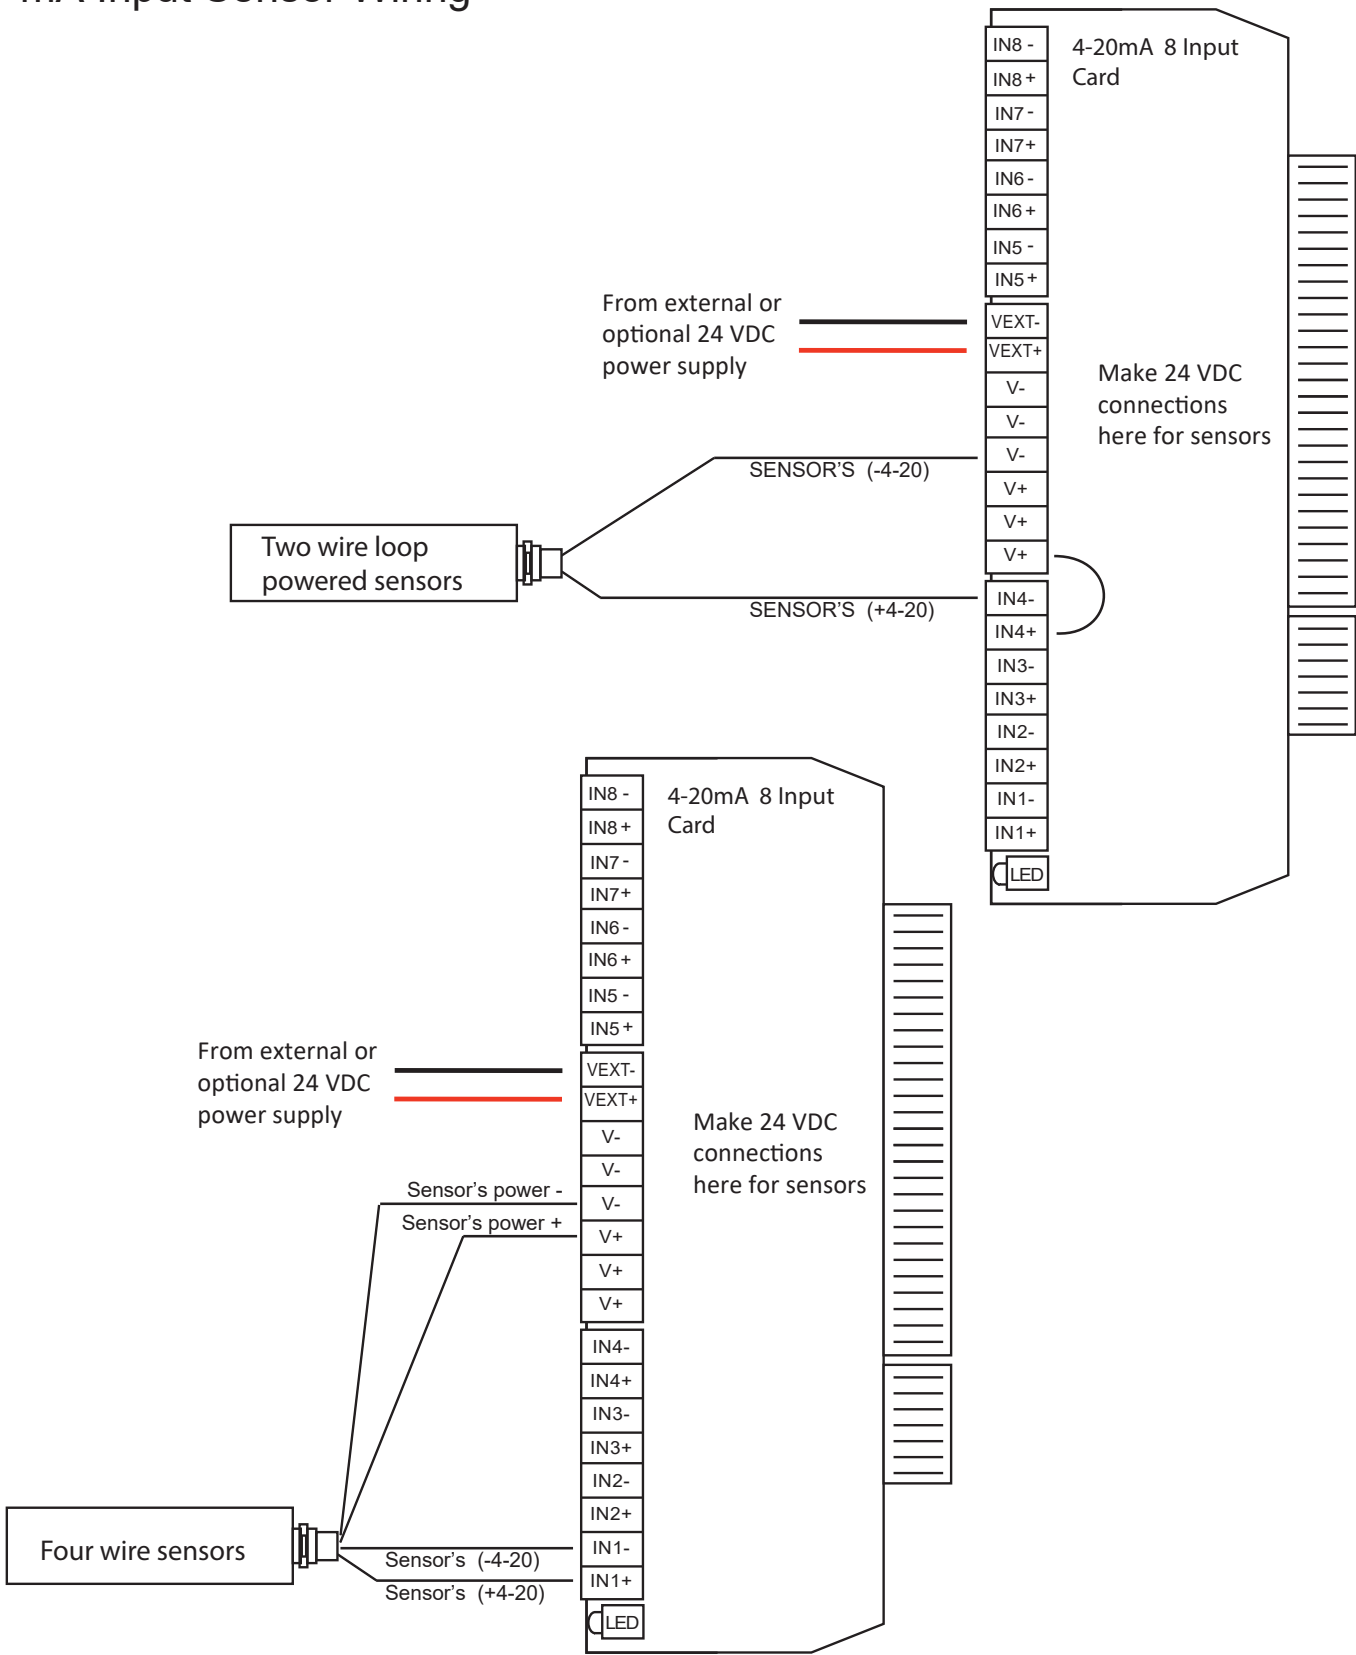 mA Input Sensor Wiring
IN8 -
IN8 +
IN7 -
IN7+
IN6 -
IN6 +
IN5 -
IN5 +
VEXT-
VEXT+
V-
V-
V-
V+
V+
V+
IN4-
IN4+
IN3-
IN3+
IN2-
IN2+
IN1-
IN1+
LED
4-20mA 8 Input
Card
Make 24 VDC
connections
here for sensors
From external or
optional 24 VDC
power supply
SENSOR'S (-4-20)
SENSOR'S (+4-20)
Two wire loop
powered sensors
IN8 -
IN8 +
IN7 -
IN7+
IN6 -
IN6 +
IN5 -
IN5 +
VEXT-
VEXT+
V-
V-
V-
V+
V+
V+
IN4-
IN4+
IN3-
IN3+
IN2-
IN2+
IN1-
IN1+
LED
4-20mA 8 Input
Card
Make 24 VDC
connections
here for sensors
From external or
optional 24 VDC
power supply
Sensor's power -
Sensor's power +
Four wire sensors
Sensor's (-4-20)
Sensor's (+4-20)